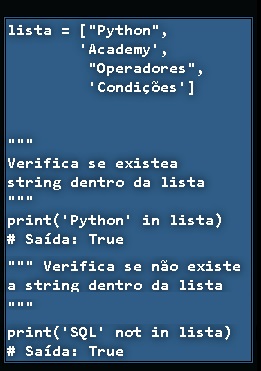 lista = ["Python",
'Academy',
"Operadores",
'Condições']
"""
Verifica se existea
string dentro da lista
"""
print('Python' in lista)
# Saída: True
""" Verifica se não existe
a string dentro da lista
"""
print('SQL' not in lista)
# Saída: True